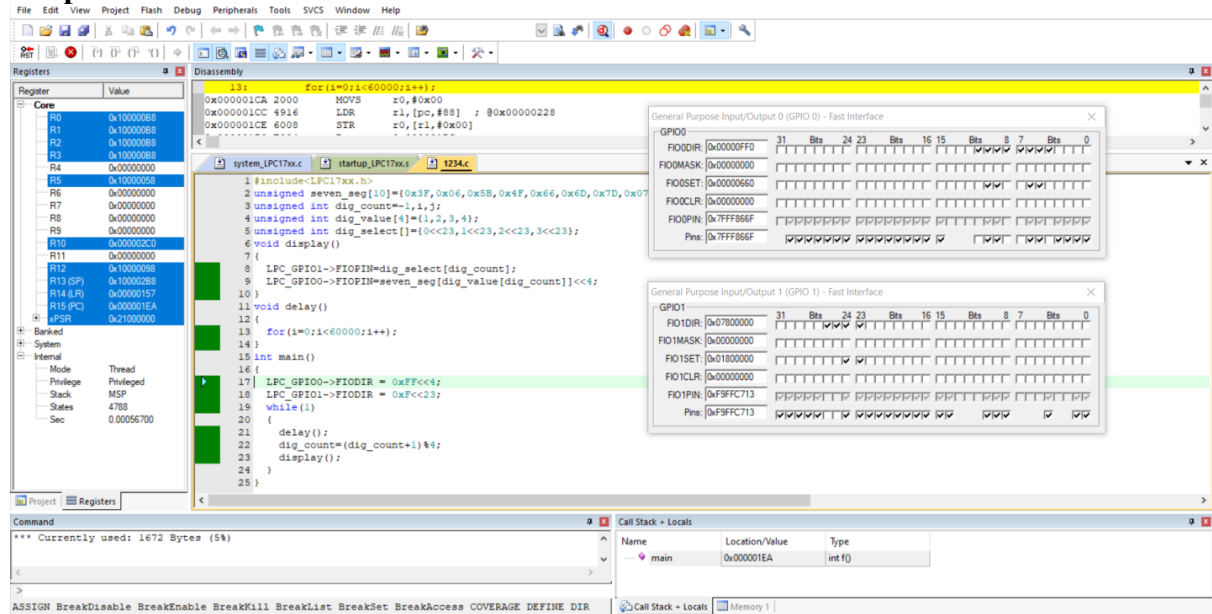 File Edit View Project Flash Debug Peripherals Tools SVCS Window Help
Registers
Register Value
Core
R0 0x100000B8
R1 0x100000B8
R2 0x100000B8
R3 0x100000B8
R4 0x00000000
R5 0x10000058
R6 0x00000000
R7 0x00000000
R8 0x00000000
R9 0x00000000
R10 0x000002C0
R11 0x00000000
R12 0x10000098
R13 (SP) 0x100002B8
R14 (LR) 0x00000157
R15 (PC) 0x000001EA
xPSR 0x21000000
Banked
System
Internal
Mode Thread
Privilege Privileged
Stack MSP
States 4788
Sec 0.00056700
Project Registers
Disassembly
13: for(i=0;i<60000;i++);
0x000001CA 2000 MOVS r0,#0x00
0x000001CC 4916 LDR r1,[pc,#88] ; @0x00000228
0x000001CE 6008 STR r0,[r1,#0x00]
system_LPC17xx.c startup_LPC17xx.s 1234.c
1 #include<LPC17xx.h>
2 unsigned seven_seg[10]={0x3F,0x06,0x5B,0x4F,0x66,0x6D,0x7D,0x07
3 unsigned int dig_count=-1,i,j;
4 unsigned int dig_value[4]={1,2,3,4};
5 unsigned int dig_select[]={0<<23,1<<23,2<<23,3<<23};
6 void display()
7 {
8 LPC_GPIO1->FIOPIN=dig_select[dig_count];
9 LPC_GPIO0->FIOPIN=seven_seg[dig_value[dig_count]]<<4;
10 }
11 void delay()
12 {
13 for(i=0;i<60000;i++);
14 }
15 int main()
16 {
17 LPC_GPIO0->FIODIR = 0xFF<<4;
18 LPC_GPIO1->FIODIR = 0xF<<23;
19 while(1)
20 {
21 delay();
22 dig_count=(dig_count+1)%4;
23 display();
24 }
25 }
General Purpose Input/Output 0 (GPIO 0) - Fast Interface
GPIO0
31 Bits 24 23 Bits 16 15 Bits 8 7 Bits 0
FIO0DIR: 0x00000FF0
FIO0MASK: 0x00000000
FIO0SET: 0x00000660
FIO0CLR: 0x00000000
FIO0PIN: 0x7FFF866F
Pins: 0x7FFF866F
General Purpose Input/Output 1 (GPIO 1) - Fast Interface
GPIO1
31 Bits 24 23 Bits 16 15 Bits 8 7 Bits 0
FIO1DIR: 0x07800000
FIO1MASK: 0x00000000
FIO1SET: 0x01800000
FIO1CLR: 0x00000000
FIO1PIN: 0xF9FFC713
Pins: 0xF9FFC713
Command
*** Currently used: 1672 Bytes (5%)
>
ASSIGN BreakDisable BreakEnable BreakKill BreakList BreakSet BreakAccess COVERAGE DEFINE DIR
Call Stack + Locals
Name Location/Value Type
main 0x000001EA int f()
Call Stack + Locals Memory 1